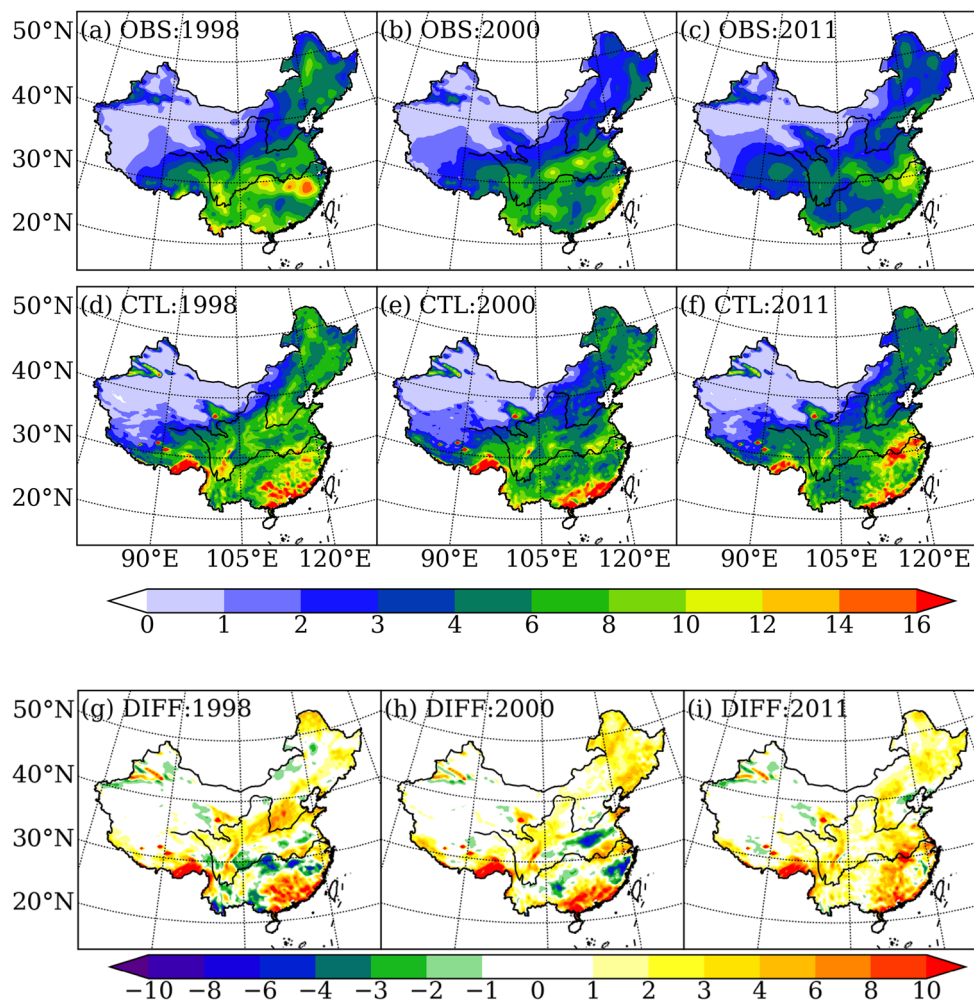 (a) OBS:1998 (b) OBS:2000 (c) OBS:2011
50°N
40°N
30°N
20°N
(d) CTL:1998 (e) CTL:2000 (f) CTL:2011
50°N
40°N
30°N
20°N
90°E 105°E 120°E 90°E 105°E 120°E 90°E 105°E 120°E
0 1 2 3 4 6 8 10 12 14 16
(g) DIFF:1998 (h) DIFF:2000 (i) DIFF:2011
50°N
40°N
30°N
20°N
−10 −8 −6 −4 −3 −2 −1 0 1 2 3 4 6 8 10